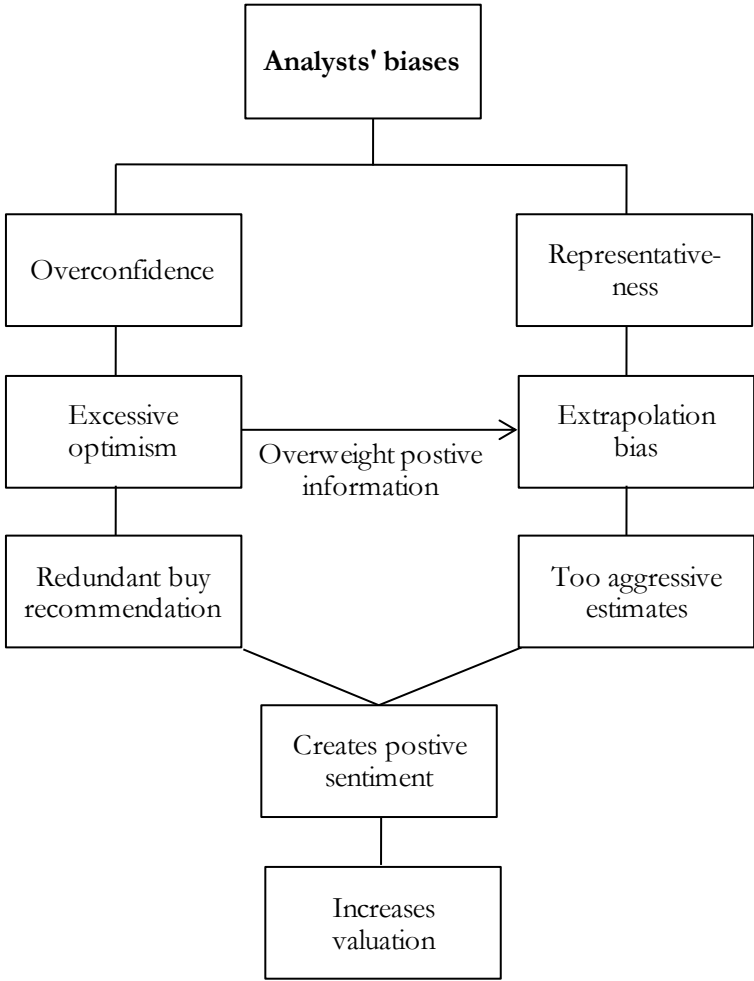 Analysts' biases
Overconfidence
Representative-
ness
Excessive
optimism
Overweight postive
information
Extrapolation
bias
Redundant buy
recommendation
Too aggressive
estimates
Creates postive
sentiment
Increases
valuation